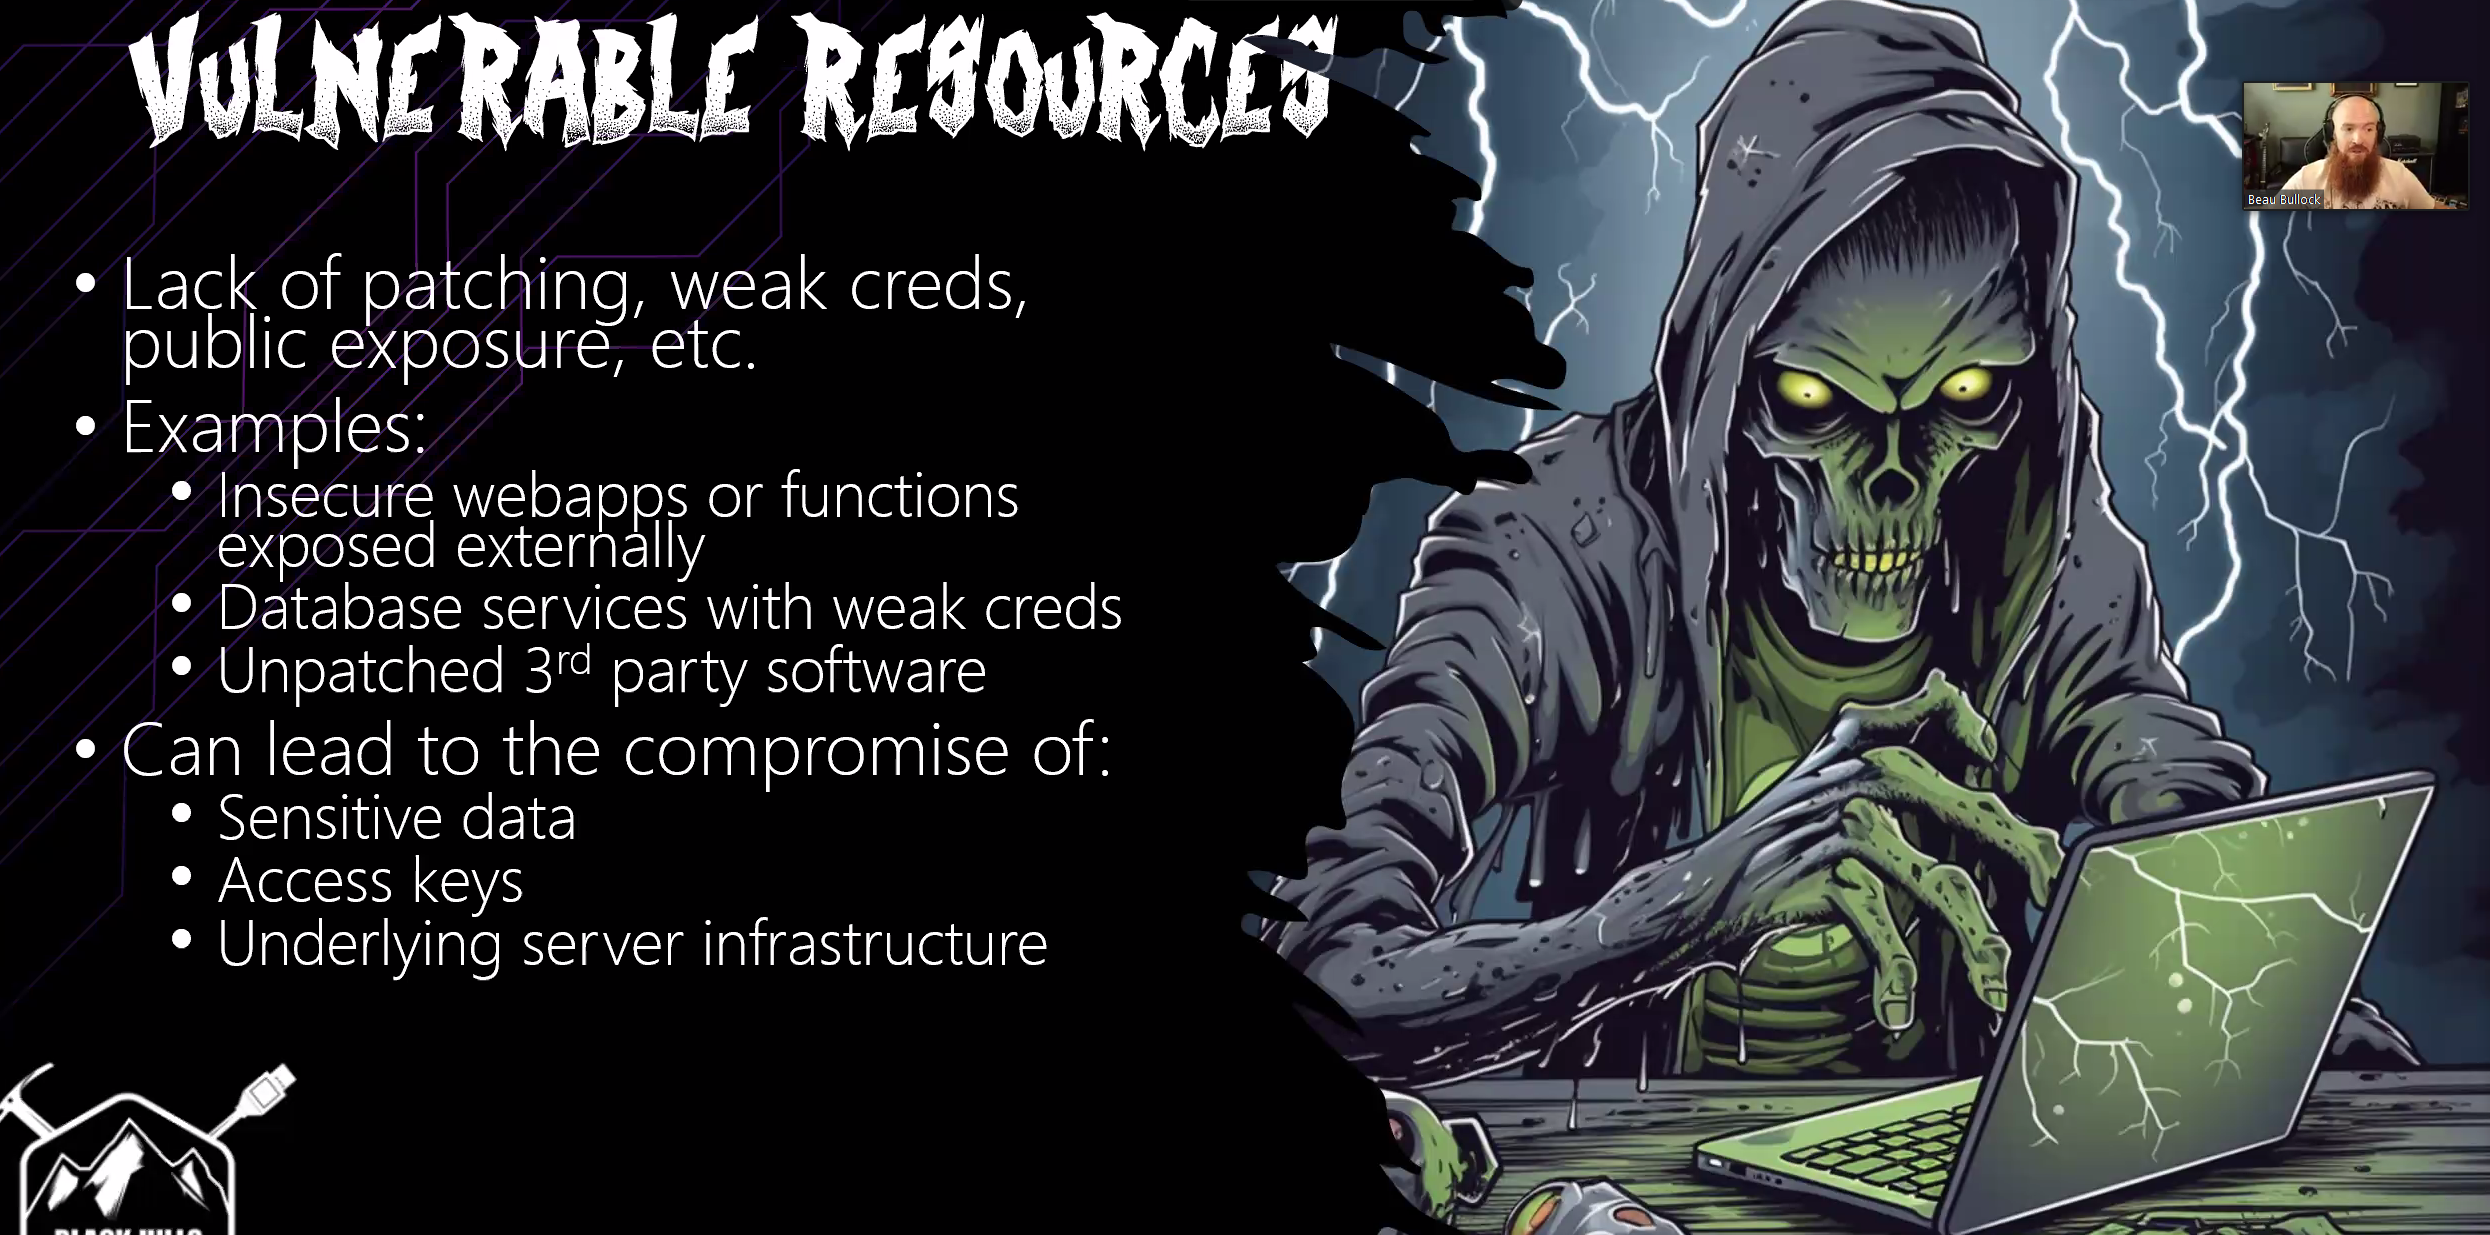 VULNERABLE RESOURCES
Beau Bullock
• Lack of patching, weak creds,
public exposure, etc.
• Examples:
• Insecure webapps or functions
exposed externally
• Database services with weak creds
• Unpatched 3rd party software
• Can lead to the compromise of:
• Sensitive data
• Access keys
• Underlying server infrastructure
BLACK HILLS